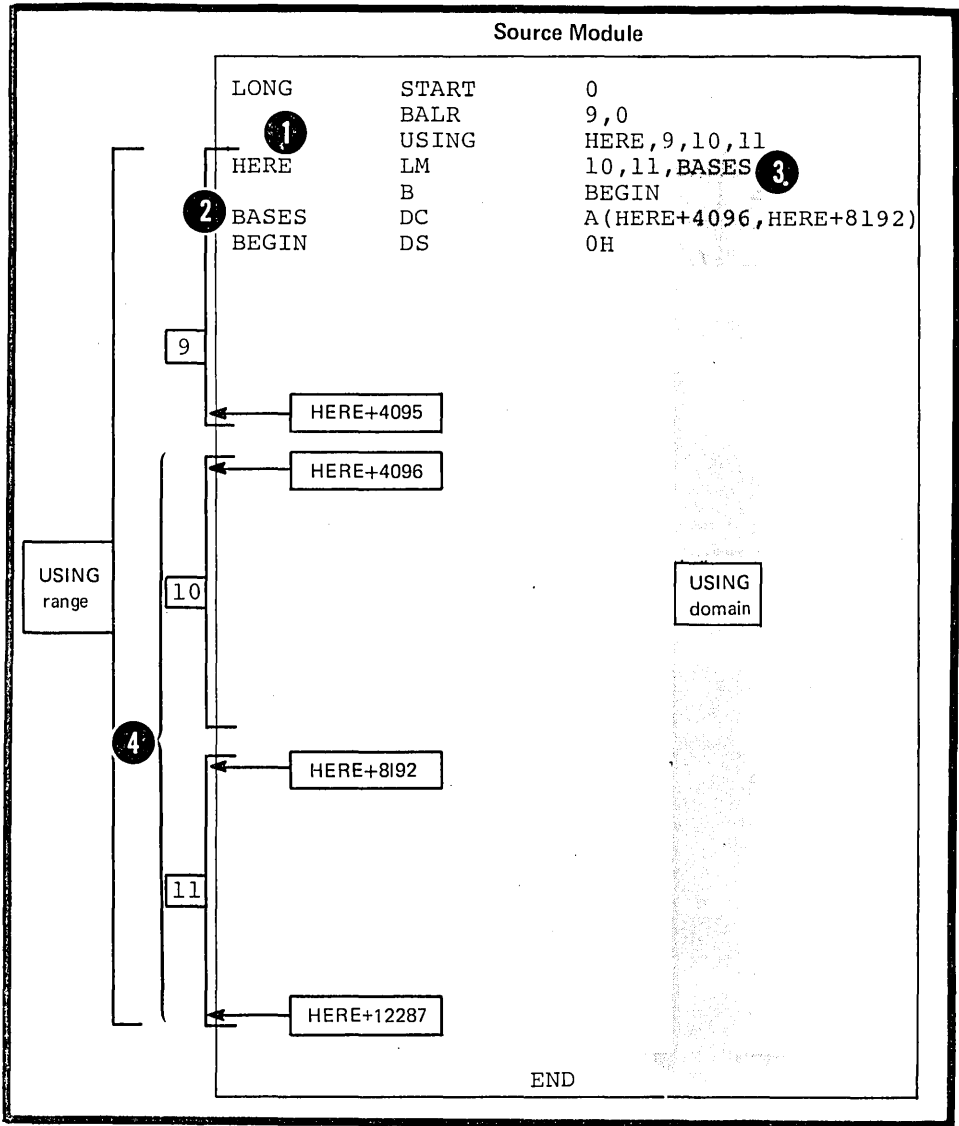 Source Module
LONG START 0
BALR 9,0
1
USING HERE,9,10,11
HERE LM 10,11,BASES 3.
B BEGIN
2
BASES DC A(HERE+4096,HERE+8192)
BEGIN DS 0H
9
HERE+4095
HERE+4096
USING
range
10
USING
domain
4
HERE+8192
11
HERE+12287
END